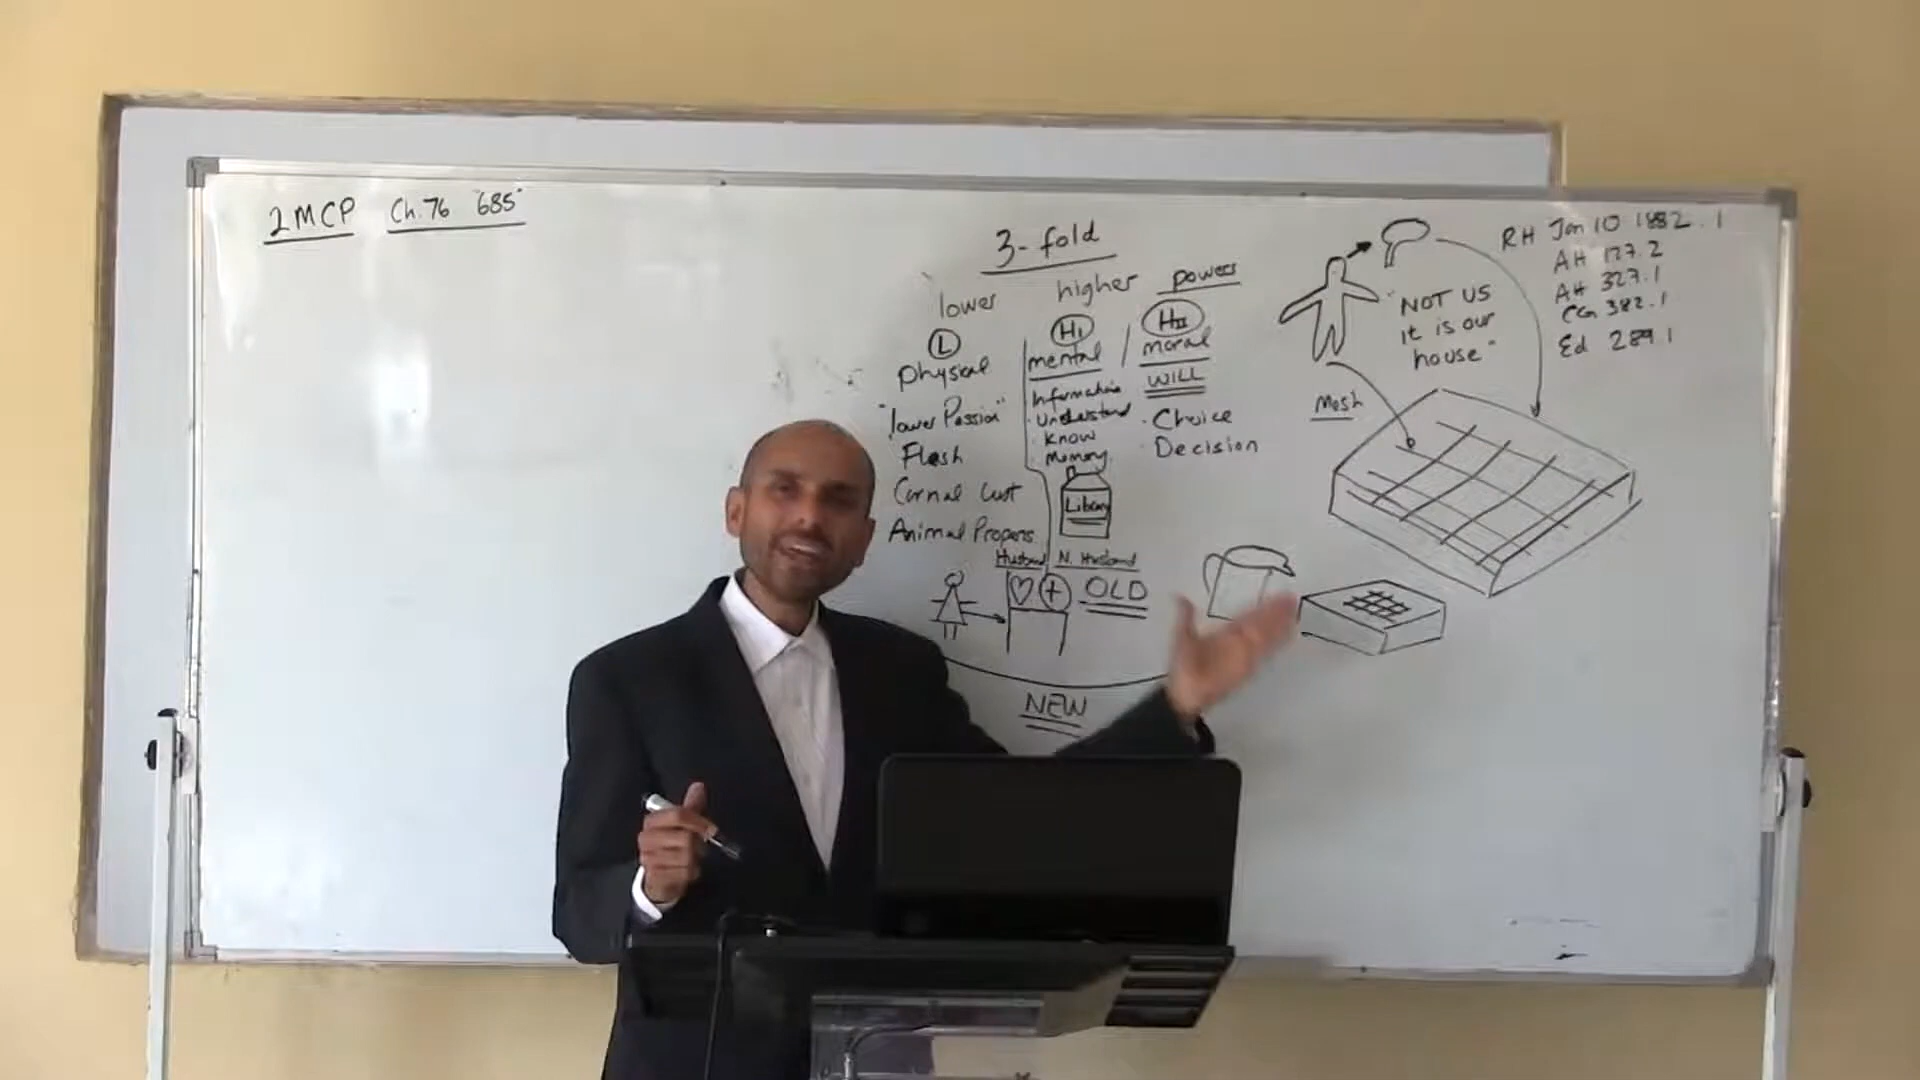 2MCP Ch.76 "685"
3-fold
lower higher powers
L
Physical
"lower Passion"
Flesh
Carnal Lust
Animal Propens
H1
mental
Information
· Understand
· Know
· Memory
Library
HII
moral
WILL
· Choice
· Decision
Husband N. Husband
OLD
NEW
"NOT US
it is our
house"
Mesh
RH Jan 10 1882.1
AH 127.2
AH 327.1
CG 382.1
Ed 289.1